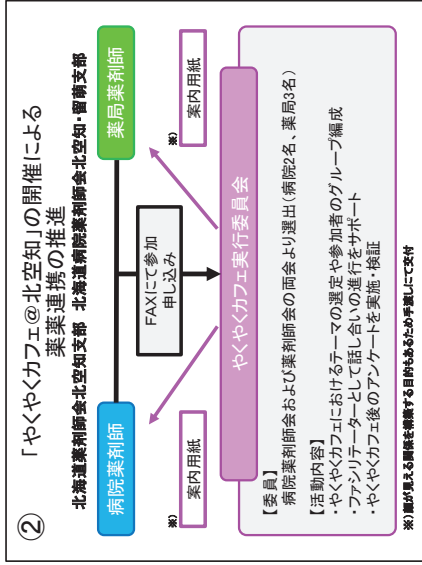 ② 「やくやくカフェ@北空知」の開催による
薬薬連携の推進
北海道薬剤師会北空知支部 北海道病院薬剤師会北空知・留萌支部
病院薬剤師
薬局薬剤師
FAXにて参加
申し込み
※)
案内用紙
※)
案内用紙
やくやくカフェ実行委員会
【委員】
病院薬剤師会および薬剤師会の両会より選出(病院2名、薬局3名)
【活動内容】
・やくやくカフェにおけるテーマの選定や参加者のグループ編成
・ファシリテーターとして話し合いの進行をサポート
・やくやくカフェ後のアンケートを実施・検証
※)顔が見える関係を構築する目的もあるため手渡しにて交付